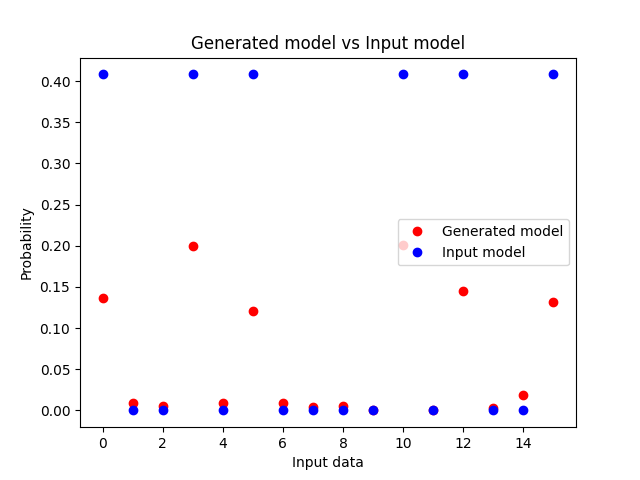 Generated model vs Input model
Probability
0.40
0.35
0.30
0.25
0.20
0.15
0.10
0.05
0.00
Generated model
Input model
0 2 4 6 8 10 12 14
Input data